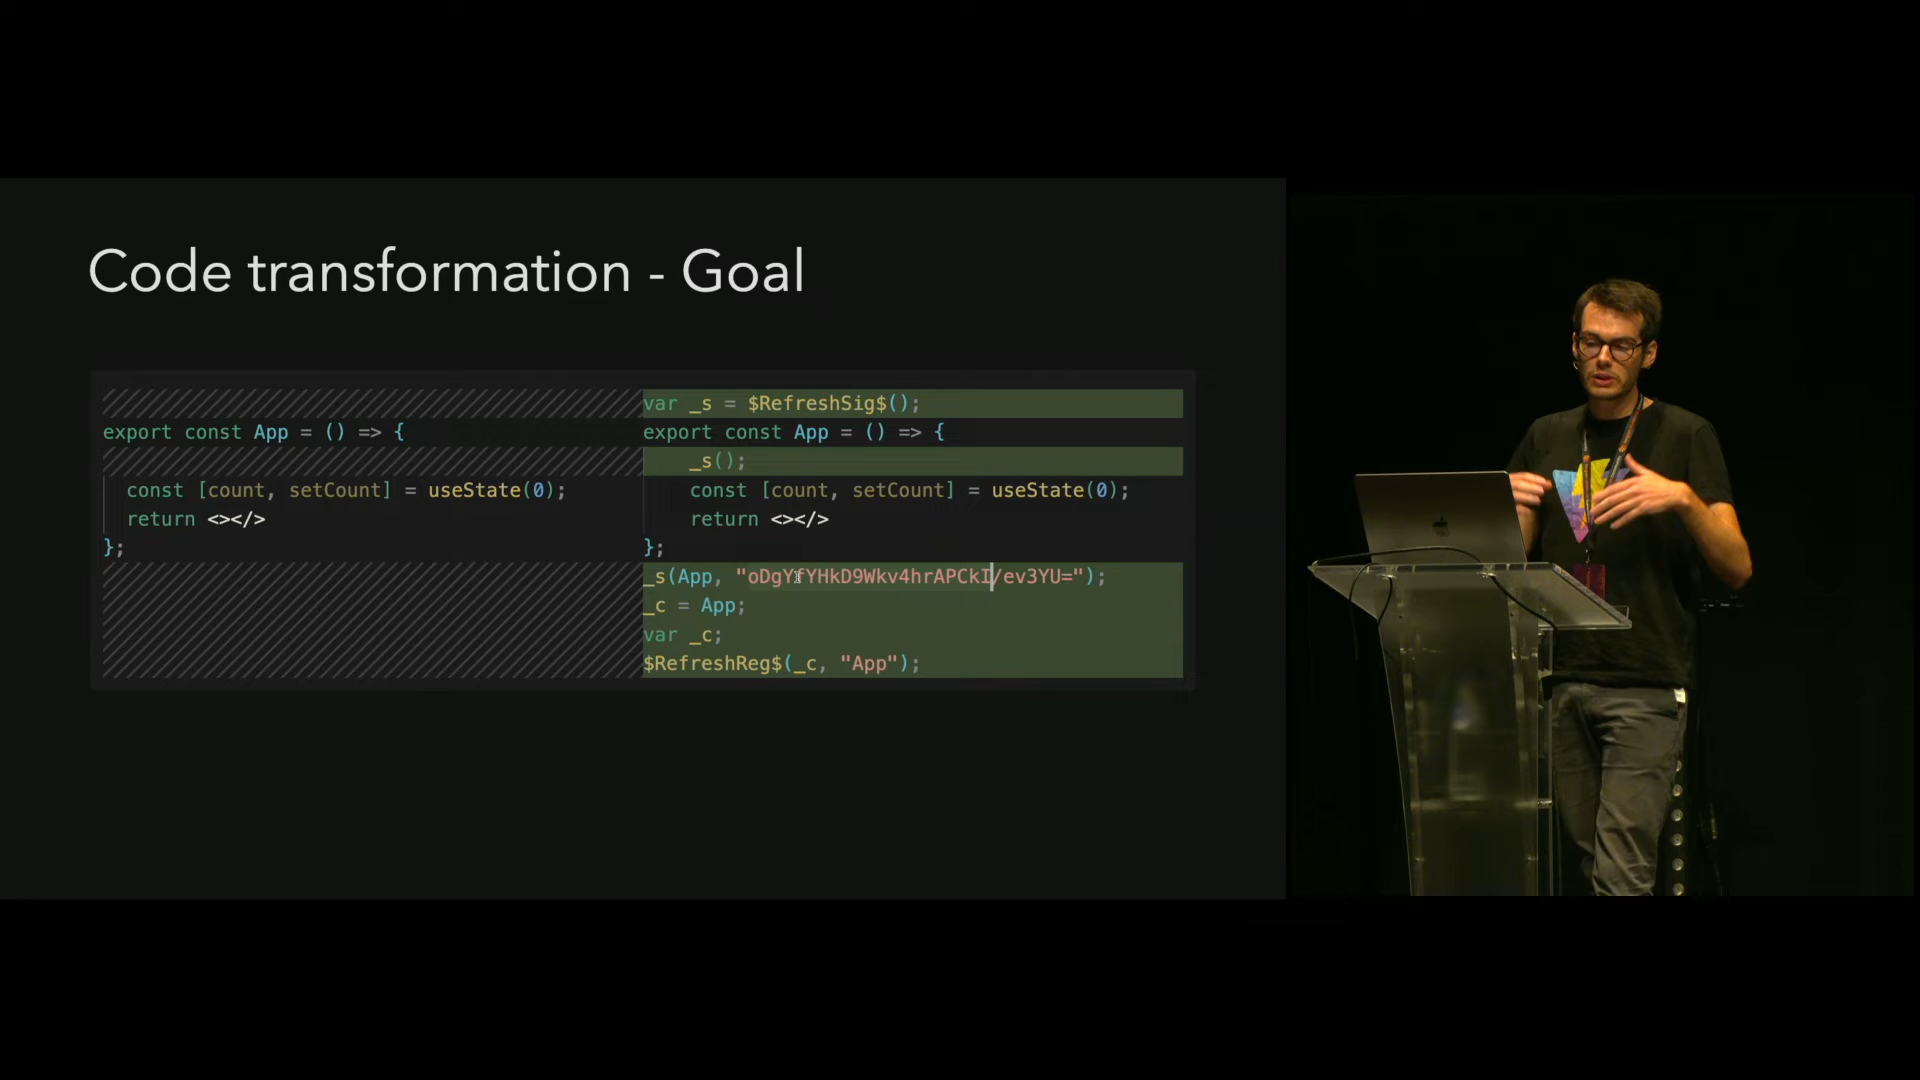 Code transformation - Goal
export const App = () => {
const [count, setCount] = useState(0);
return <></>
};
var _s = $RefreshSig$();
export const App = () => {
_s();
const [count, setCount] = useState(0);
return <></>
};
_s(App, "oDgYfYHkD9Wkv4hrAPCkI/ev3YU=");
_c = App;
var _c;
$RefreshReg$(_c, "App");